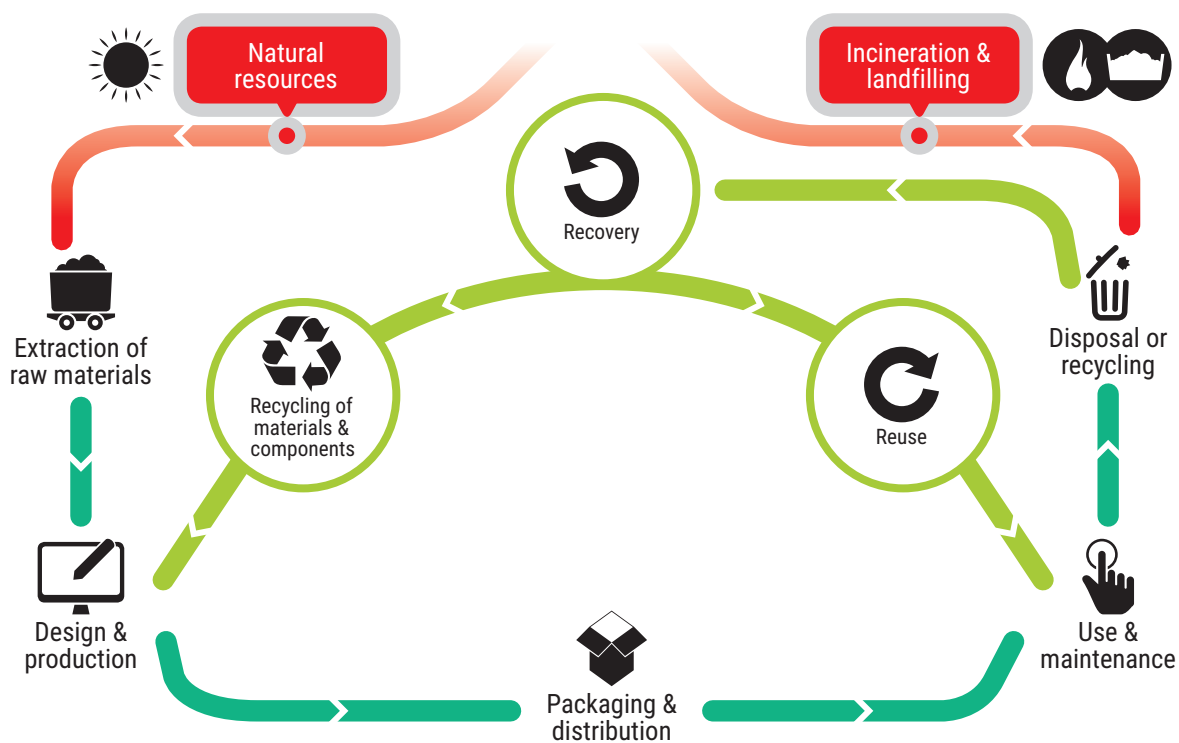 Natural
resources
Incineration &
landfilling
Recovery
Extraction of
raw materials
Recycling of
materials &
components
Reuse
Disposal or
recycling
Design &
production
Packaging &
distribution
Use &
maintenance